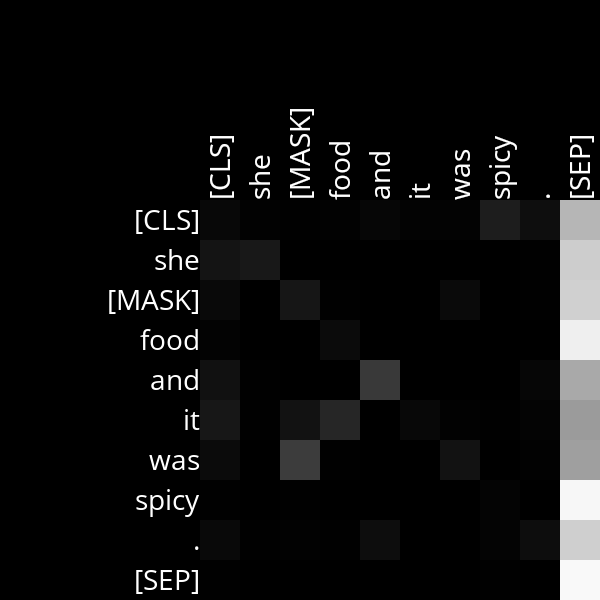 [CLS] she [MASK] food and it was spicy . [SEP]
[CLS]
she
[MASK]
food
and
it
was
spicy
.
[SEP]